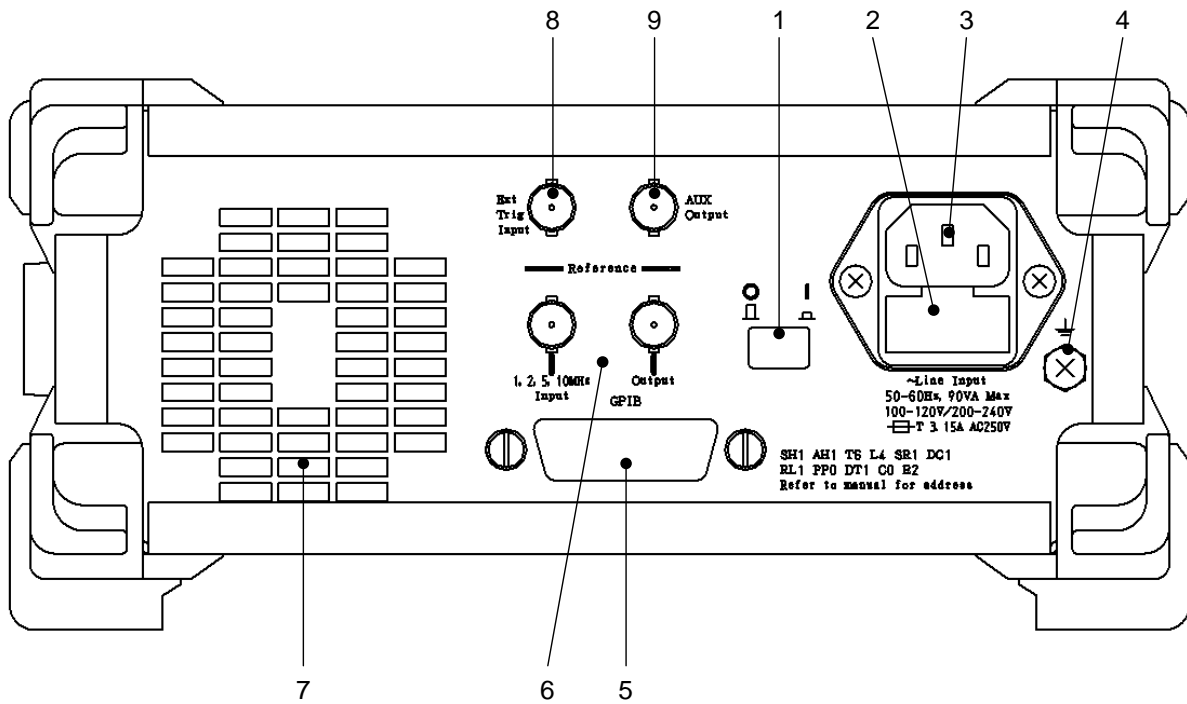 8 9 1 2 3 4
Ext
Trig
Input
AUX
Output
Reference
1, 2, 5, 10MHz
Input
Output
GPIB
~Line Input
50-60Hz, 90VA Max
100-120V/200-240V
T 3.15A AC250V
SH1 AH1 T6 L4 SR1 DC1
RL1 PP0 DT1 C0 E2
Refer to manual for address
7 6 5